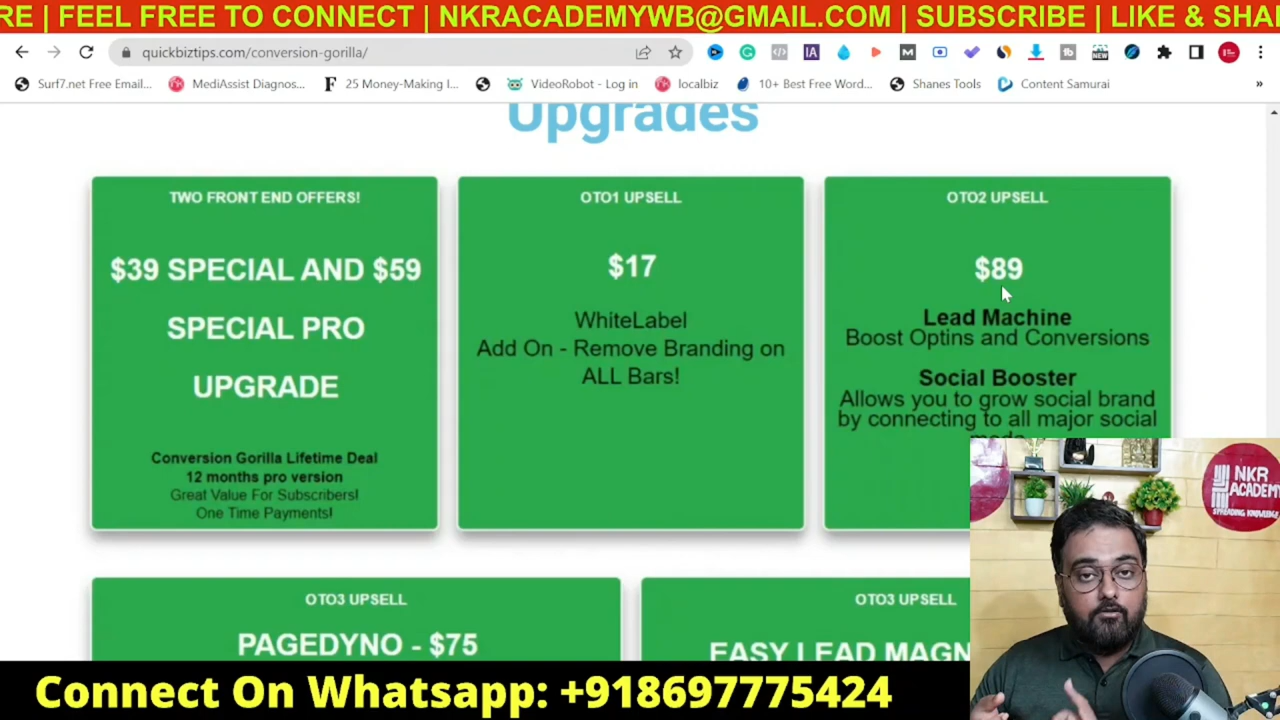 RE | FEEL FREE TO CONNECT | NKRACADEMYWB@GMAIL.COM | SUBSCRIBE | LIKE & SHA
quickbiztips.com/conversion-gorilla/
Surf7.net Free Email... MediAssist Diagnos... 25 Money-Making I... VideoRobot - Log in localbiz 10+ Best Free Word... Shanes Tools Content Samurai »
Upgrades
TWO FRONT END OFFERS!
$39 SPECIAL AND $59
SPECIAL PRO
UPGRADE
Conversion Gorilla Lifetime Deal
12 months pro version
Great Value For Subscribers!
One Time Payments!
OTO1 UPSELL
$17
WhiteLabel
Add On - Remove Branding on
ALL Bars!
OTO2 UPSELL
$89
Lead Machine
Boost Optins and Conversions
Social Booster
Allows you to grow social brand
by connecting to all major social
OTO3 UPSELL
PAGEDYNO - $75
OTO3 UPSELL
EASY LEAD MAGN
NKR
ACADEMY
SPREADING KNOWLEDGE
Connect On Whatsapp: +918697775424